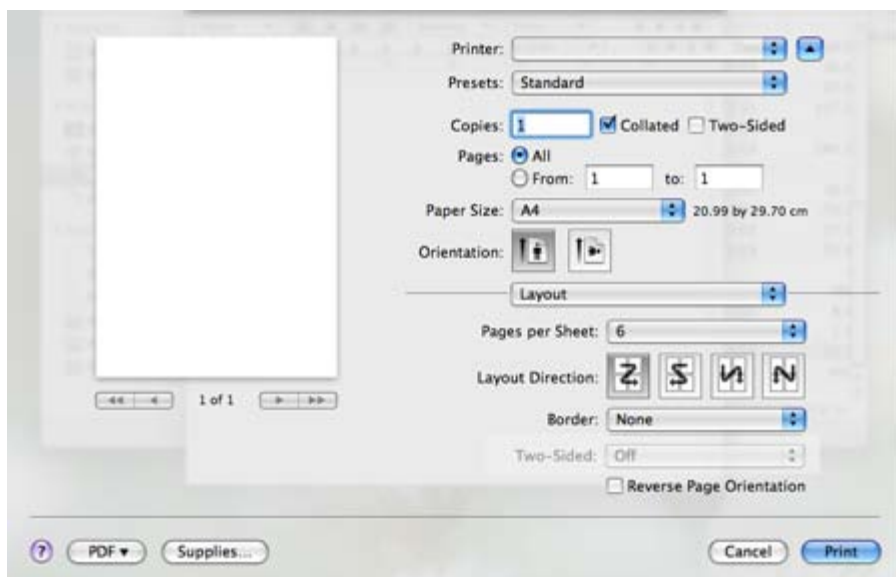 Printer:
Presets: Standard
Copies: 1 Collated Two-Sided
Pages: All
From: 1 to: 1
Paper Size: A4 20.99 by 29.70 cm
Orientation:
Layout
Pages per Sheet: 6
Layout Direction:
1 of 1
Border: None
Two-Sided: Off
Reverse Page Orientation
? PDF Supplies... Cancel Print